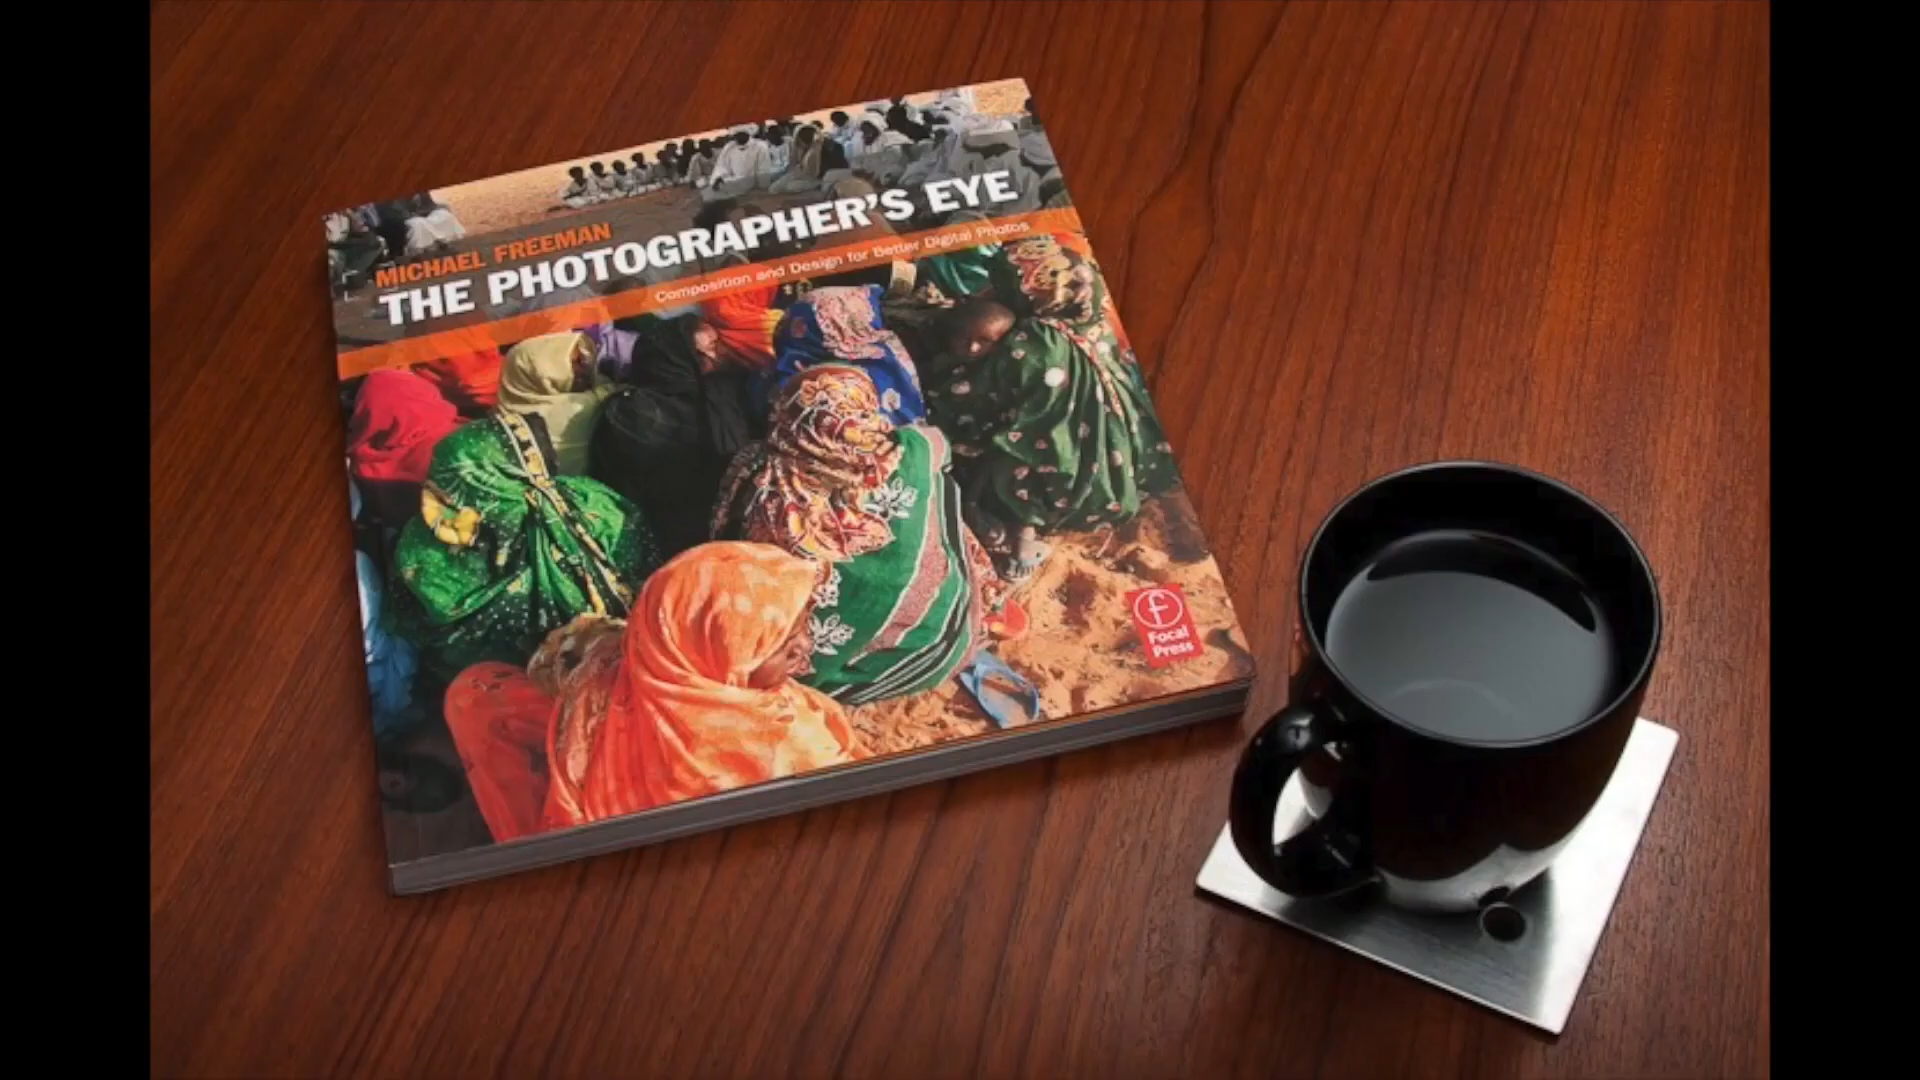 MICHAEL FREEMAN
THE PHOTOGRAPHER'S EYE
Composition and Design for Better Digital Photos
f
Focal
Press